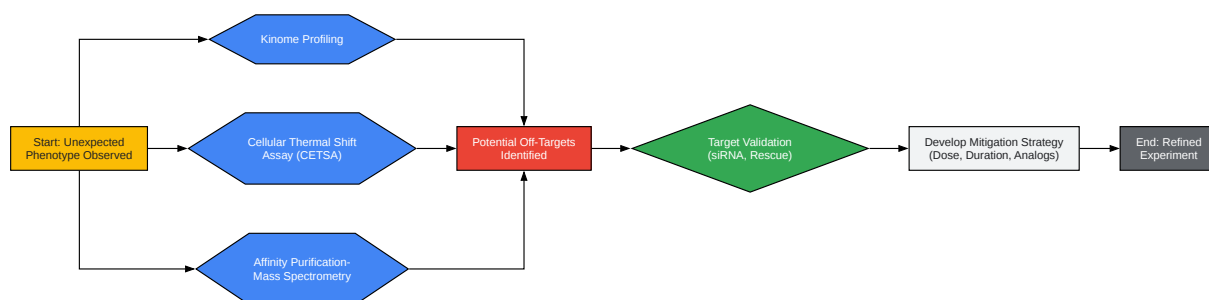 Kinome Profiling
Start: Unexpected
Phenotype Observed
Cellular Thermal Shift
Assay (CETSA)
Potential Off-Targets
Identified
Target Validation
(siRNA, Rescue)
Develop Mitigation Strategy
(Dose, Duration, Analogs)
End: Refined
Experiment
Affinity Purification-
Mass Spectrometry